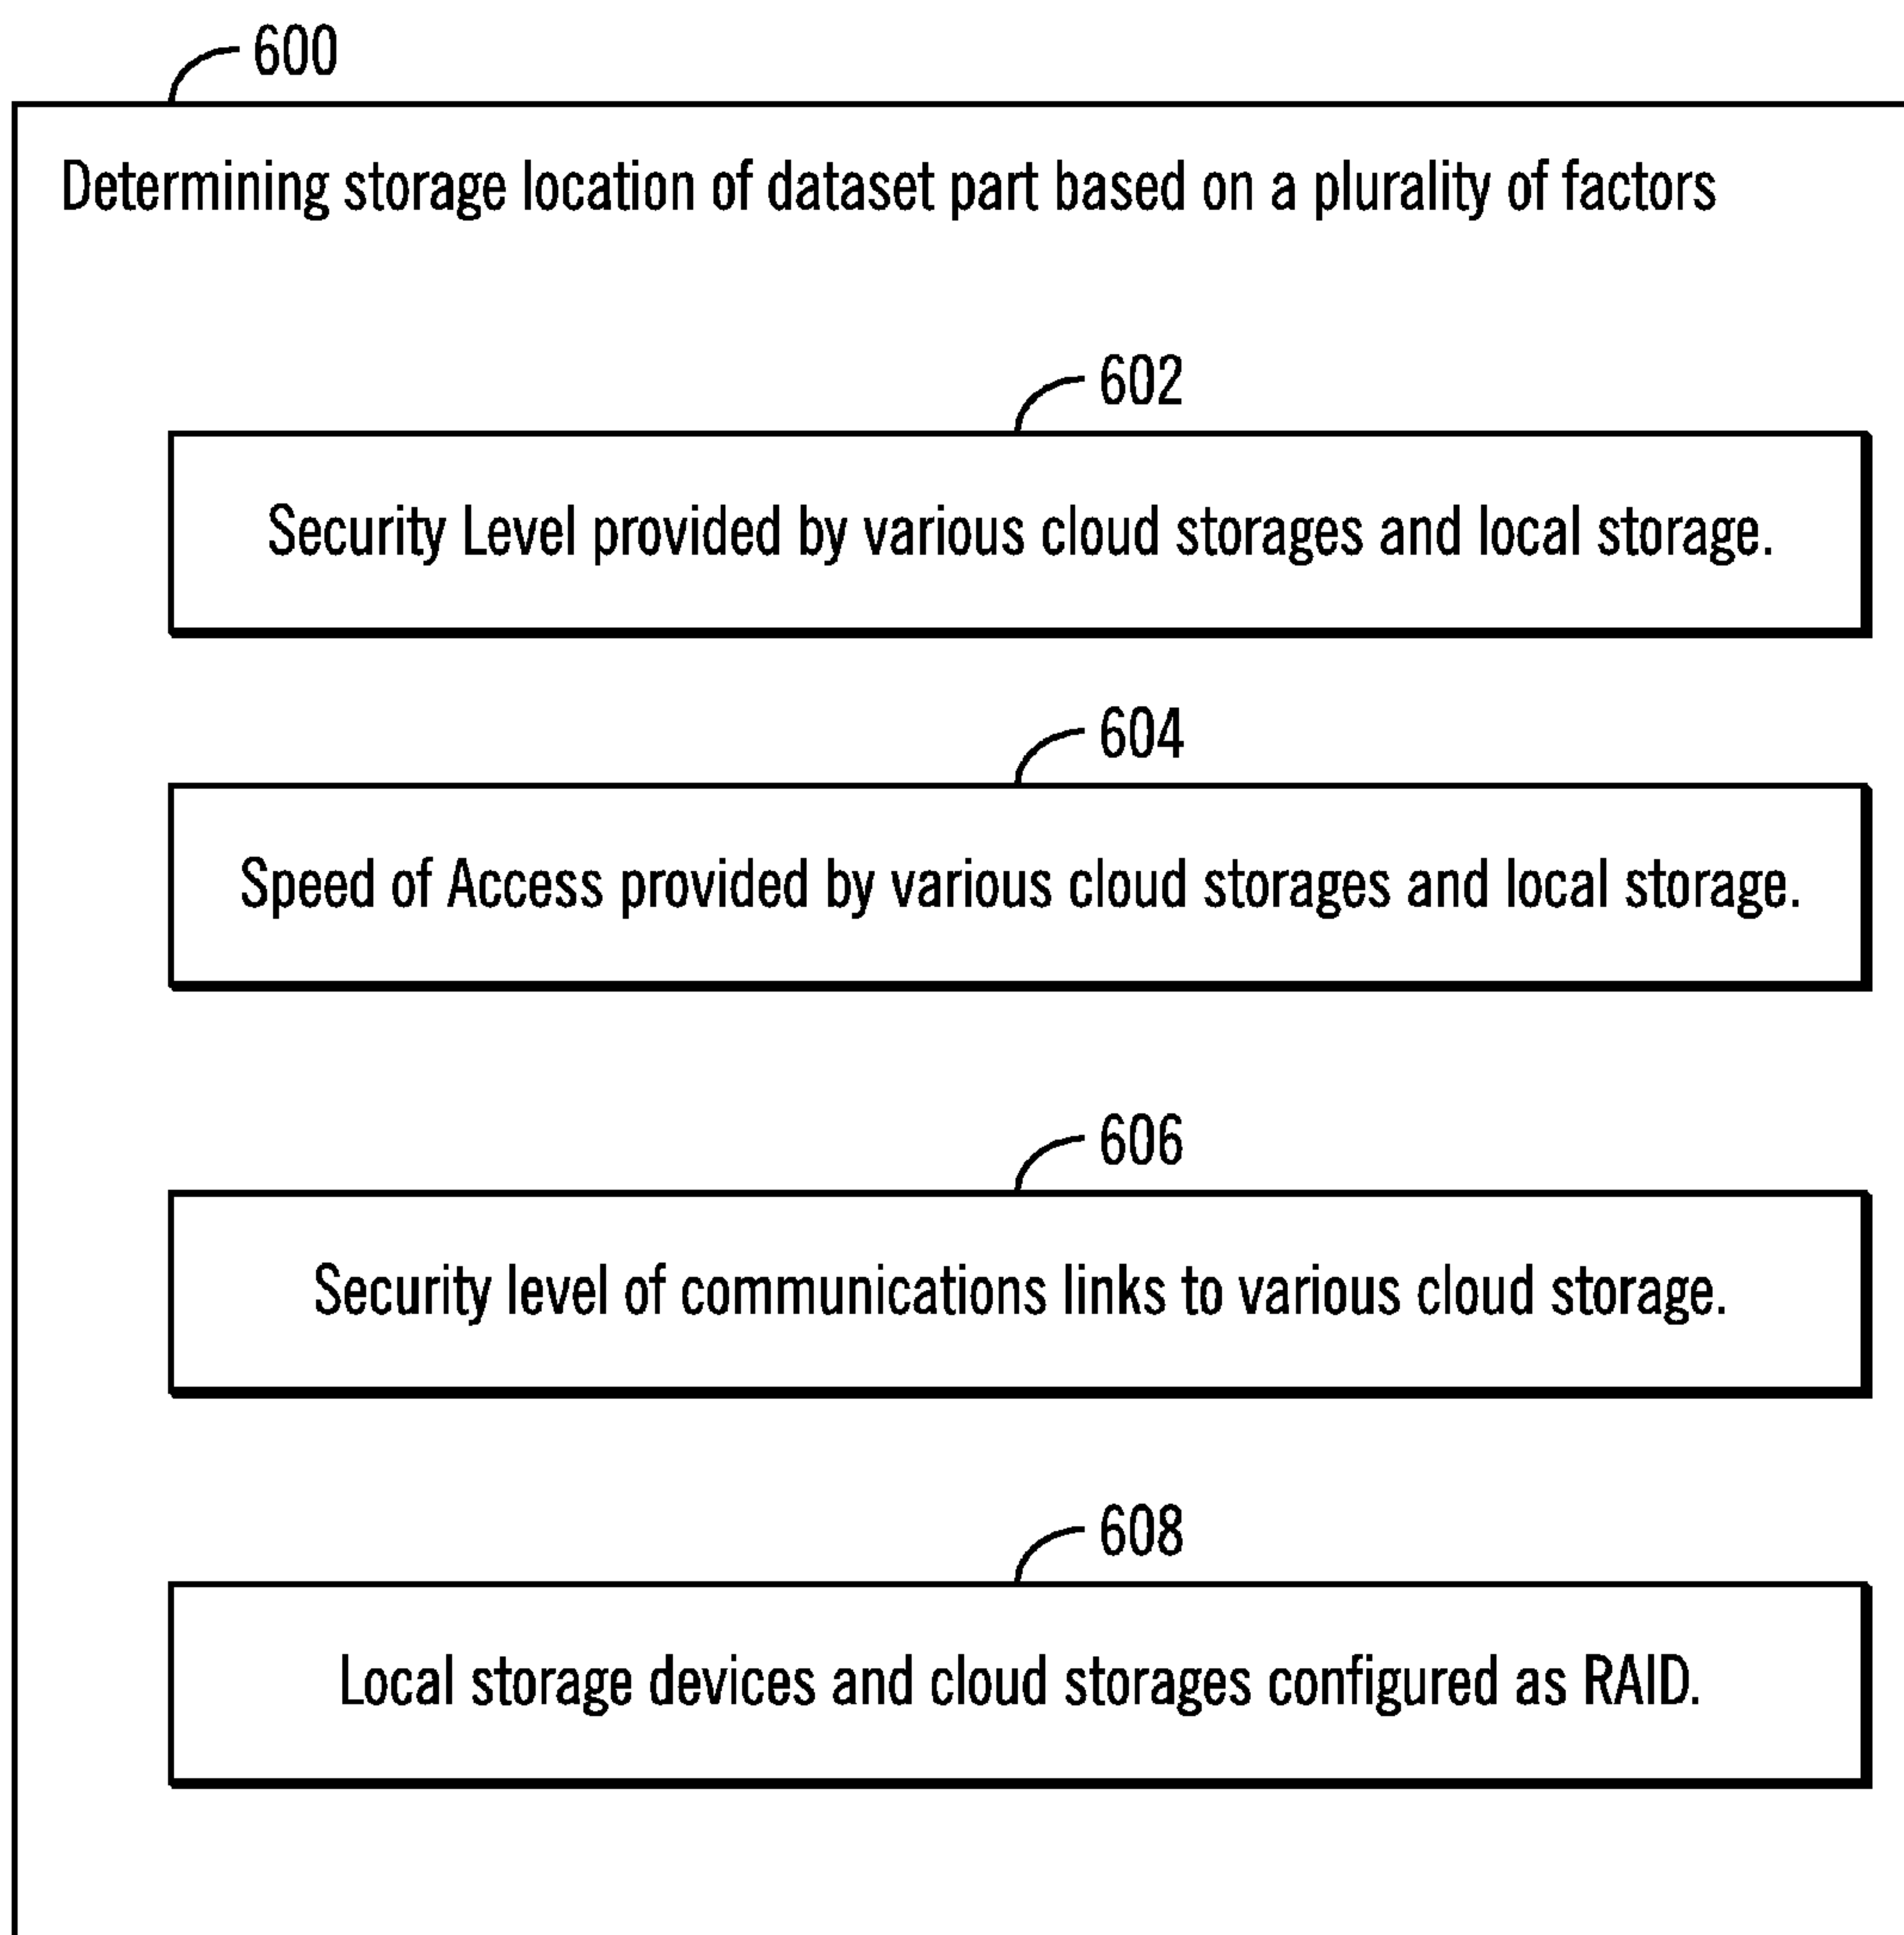 600
Determining storage location of dataset part based on a plurality of factors
602
Security Level provided by various cloud storages and local storage.
604
Speed of Access provided by various cloud storages and local storage.
606
Security level of communications links to various cloud storage.
608
Local storage devices and cloud storages configured as RAID.